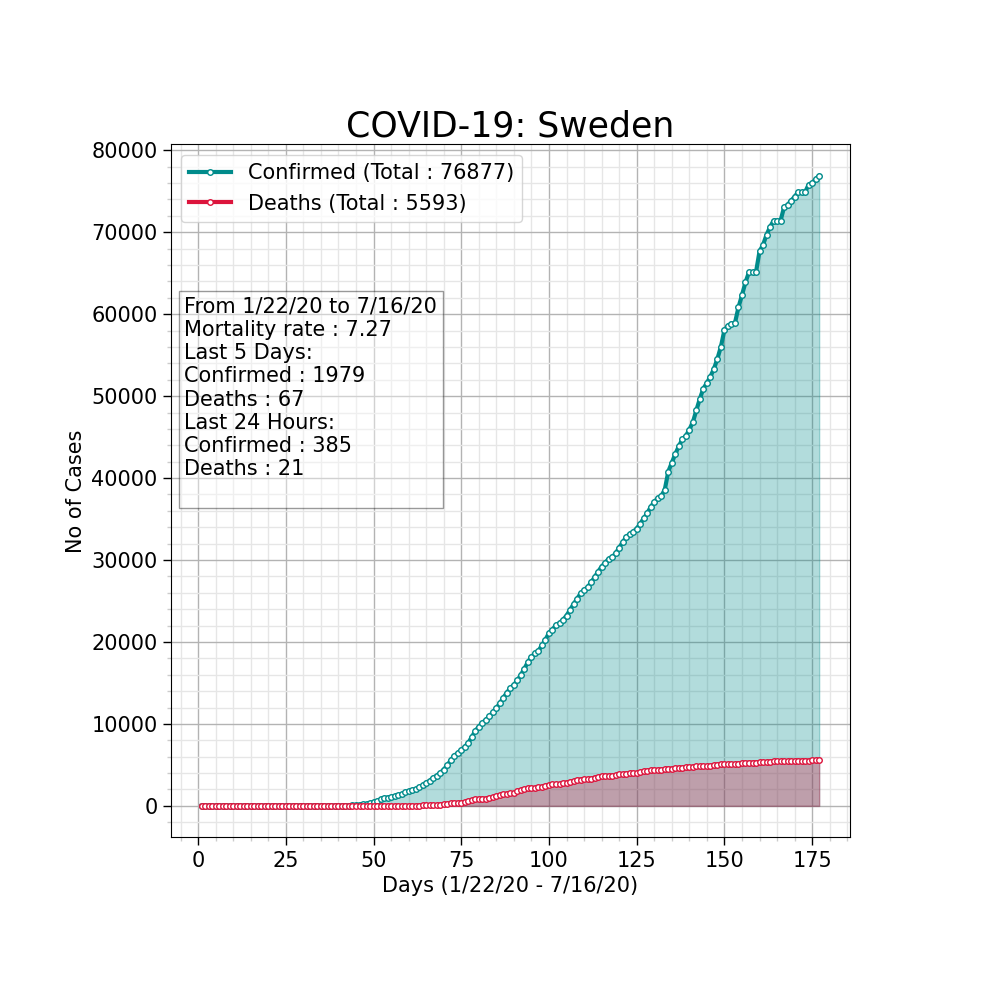 COVID-19: Sweden
Confirmed (Total : 76877)
Deaths (Total : 5593)
From 1/22/20 to 7/16/20
Mortality rate : 7.27
Last 5 Days:
Confirmed : 1979
Deaths : 67
Last 24 Hours:
Confirmed : 385
Deaths : 21
No of Cases
80000
70000
60000
50000
40000
30000
20000
10000
0
0 25 50 75 100 125 150 175
Days (1/22/20 - 7/16/20)